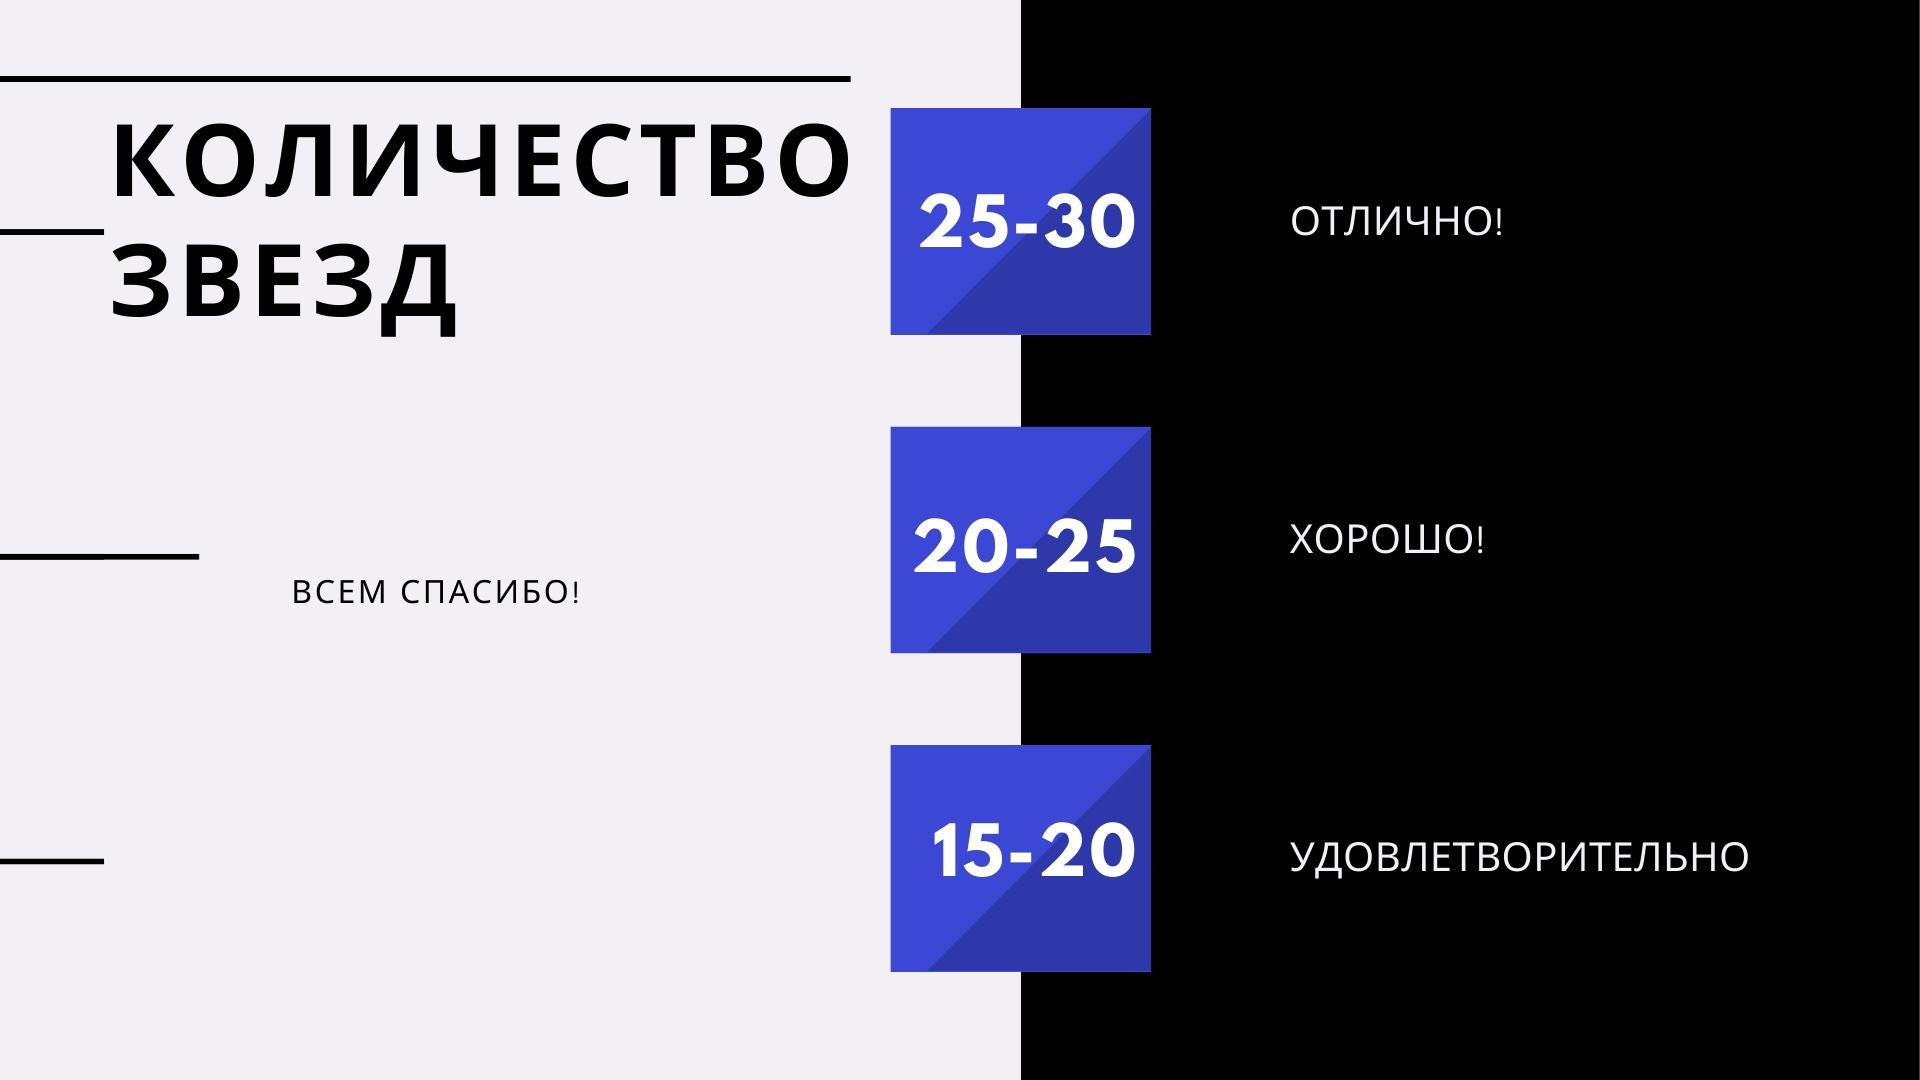 КОЛИЧЕСТВО
ЗВЕЗД
ВСЕМ СПАСИБО!
25-30
ОТЛИЧНО!
20-25
ХОРОШО!
15-20
УДОВЛЕТВОРИТЕЛЬНО